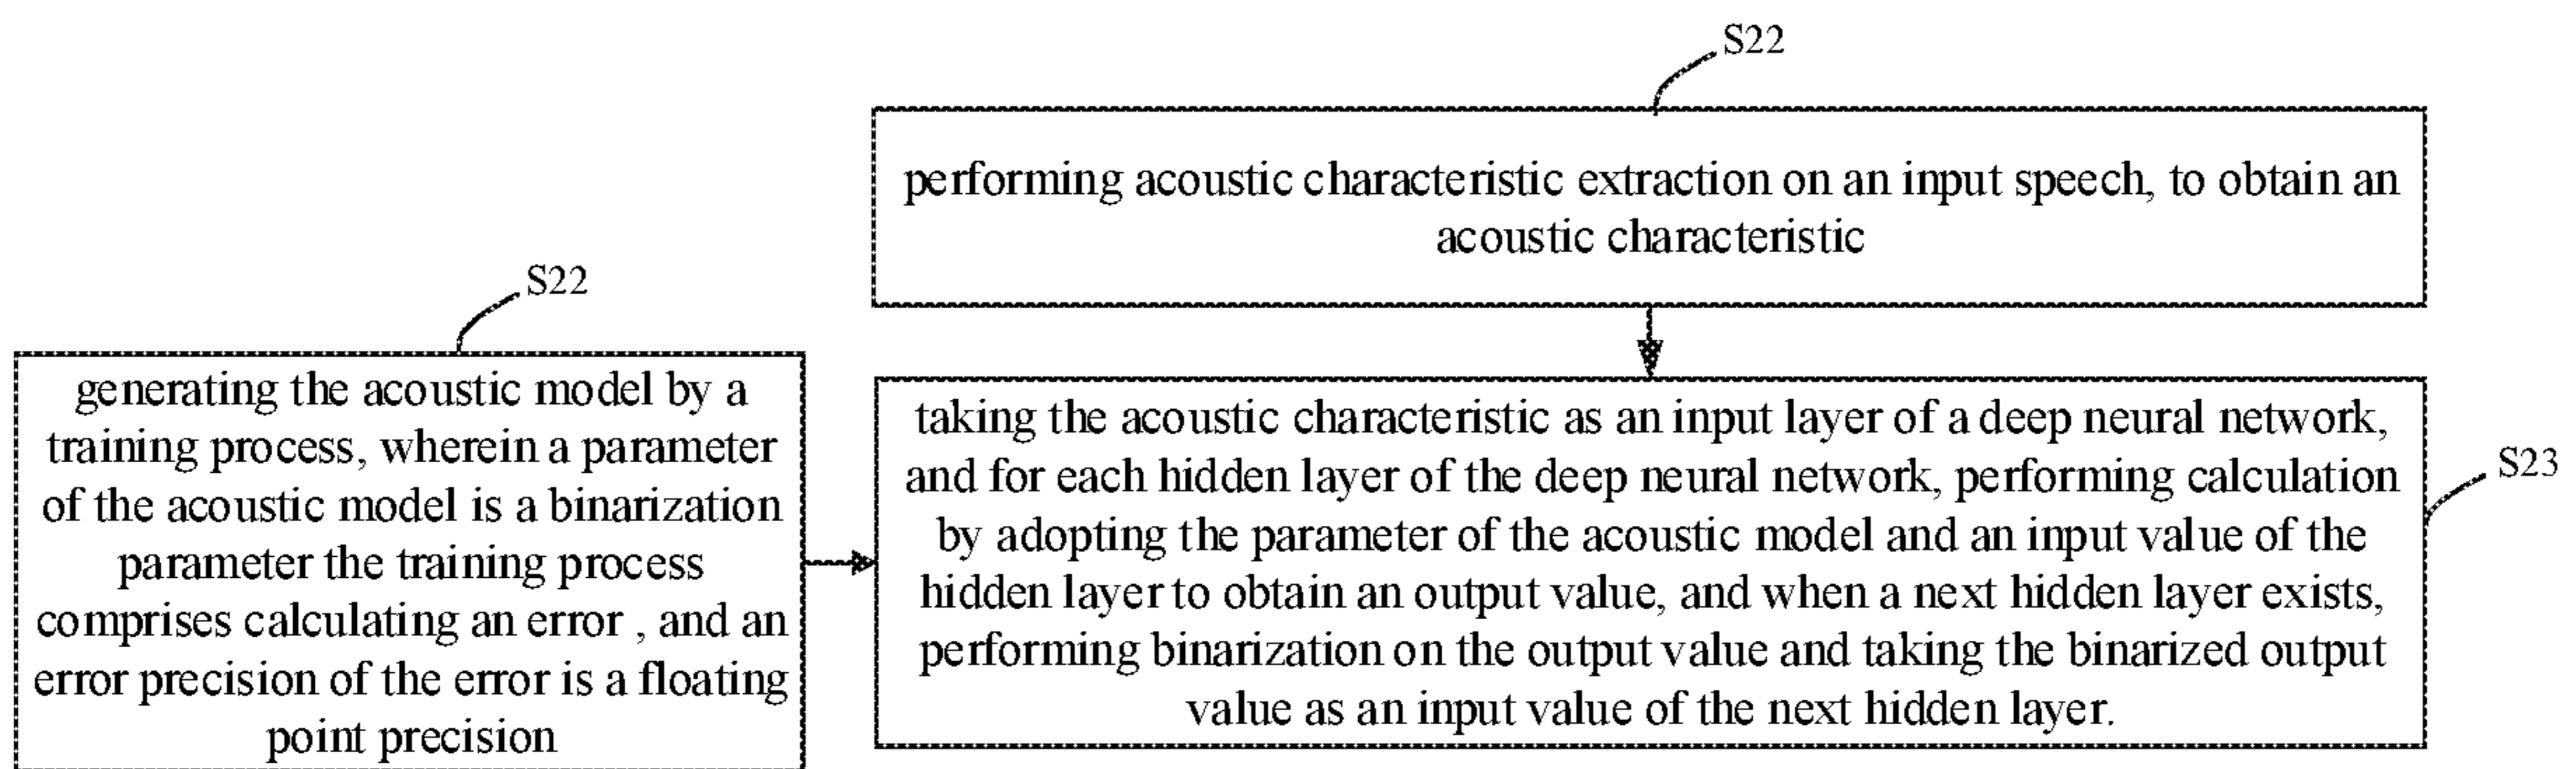 S22
performing acoustic characteristic extraction on an input speech, to obtain an
acoustic characteristic
S22
generating the acoustic model by a
training process, wherein a parameter
of the acoustic model is a binarization
parameter the training process
comprises calculating an error , and an
error precision of the error is a floating
point precision
taking the acoustic characteristic as an input layer of a deep neural network,
and for each hidden layer of the deep neural network, performing calculation
by adopting the parameter of the acoustic model and an input value of the
hidden layer to obtain an output value, and when a next hidden layer exists,
performing binarization on the output value and taking the binarized output
value as an input value of the next hidden layer.
S23